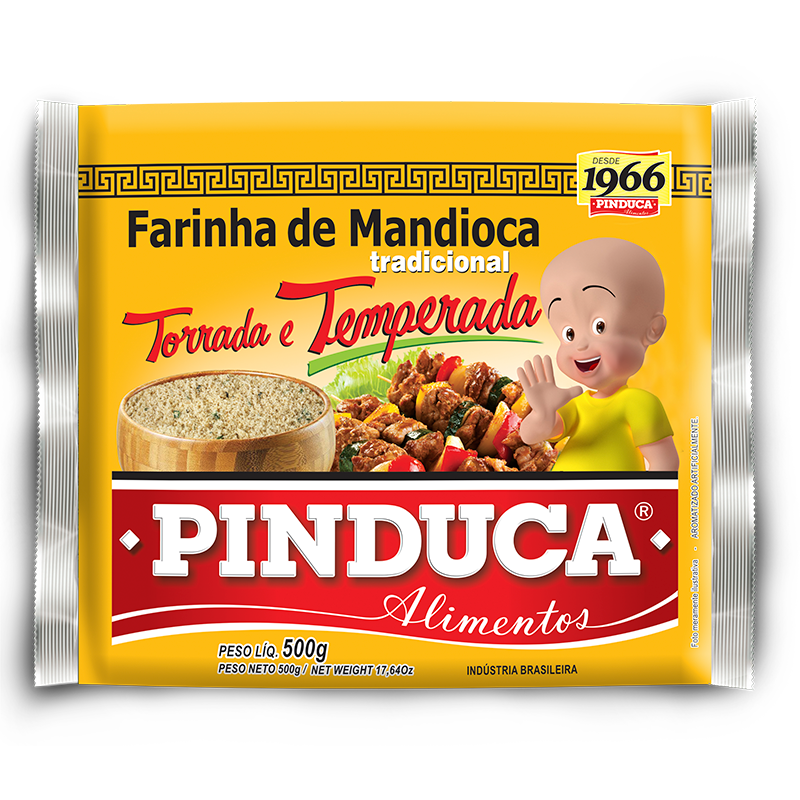 DESDE
1966
PINDUCA
Alimentos
Farinha de Mandioca
tradicional
Torrada e Temperada
PINDUCA®
Alimentos
PESO LÍQ. 500g
PESO NETO 500g / NET WEIGHT 17,64Oz
INDÚSTRIA BRASILEIRA
Foto meramente ilustrativa - AROMATIZADO ARTIFICIALMENTE